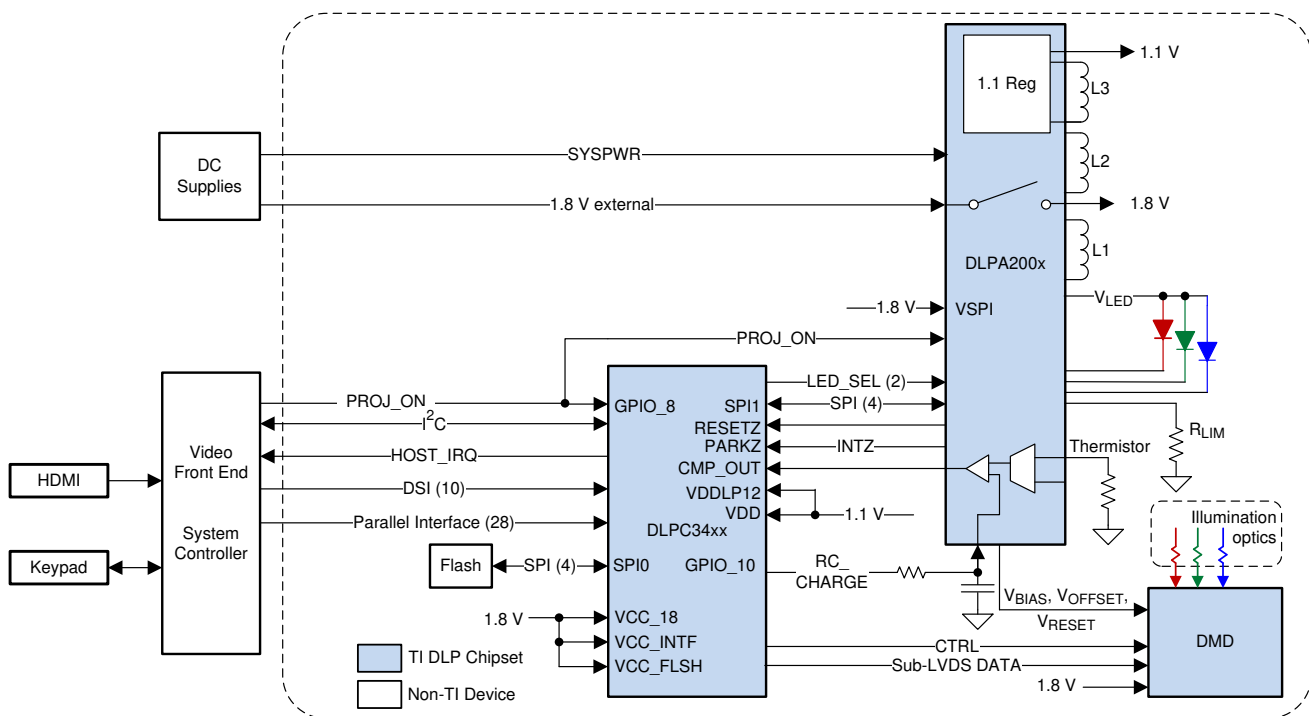 1.1 V
1.1 Reg
L3
DC
Supplies
SYSPWR
L2
1.8 V external
1.8 V
L1
DLPA200x
VLED
1.8 V
VSPI
PROJ_ON
LED_SEL (2)
PROJ_ON
GPIO_8
SPI1
SPI (4)
I2C
RESETZ
RLIM
Video
Front End
PARKZ
INTZ
Thermistor
HOST_IRQ
CMP_OUT
HDMI
DSI (10)
VDDLP12
VDD
1.1 V
Parallel Interface (28)
DLPC34xx
Illumination
optics
System
Controller
Keypad
Flash
SPI (4)
SPI0
GPIO_10
RC_
CHARGE
VBIAS, VOFFSET,
VRESET
1.8 V
VCC_18
VCC_INTF
VCC_FLSH
DMD
CTRL
Sub-LVDS DATA
1.8 V
TI DLP Chipset
Non-TI Device